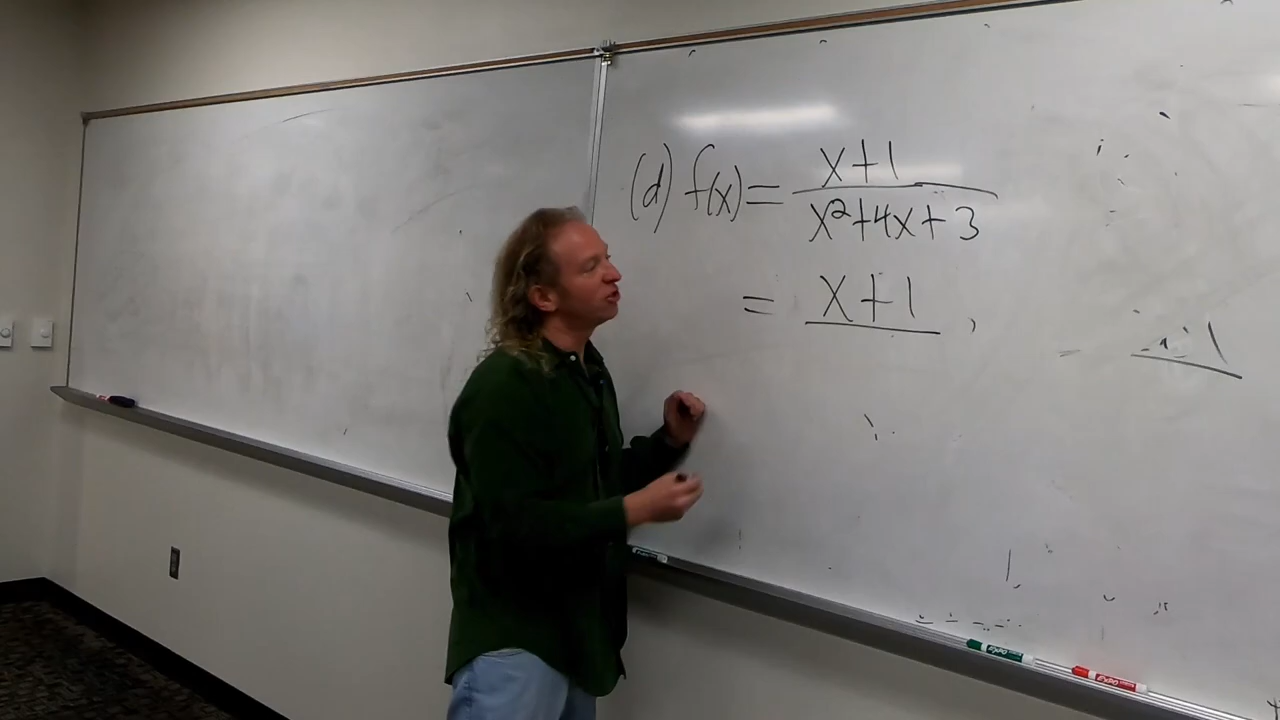 (d) f(x) = x+1 / x²+4x+3
= x+1